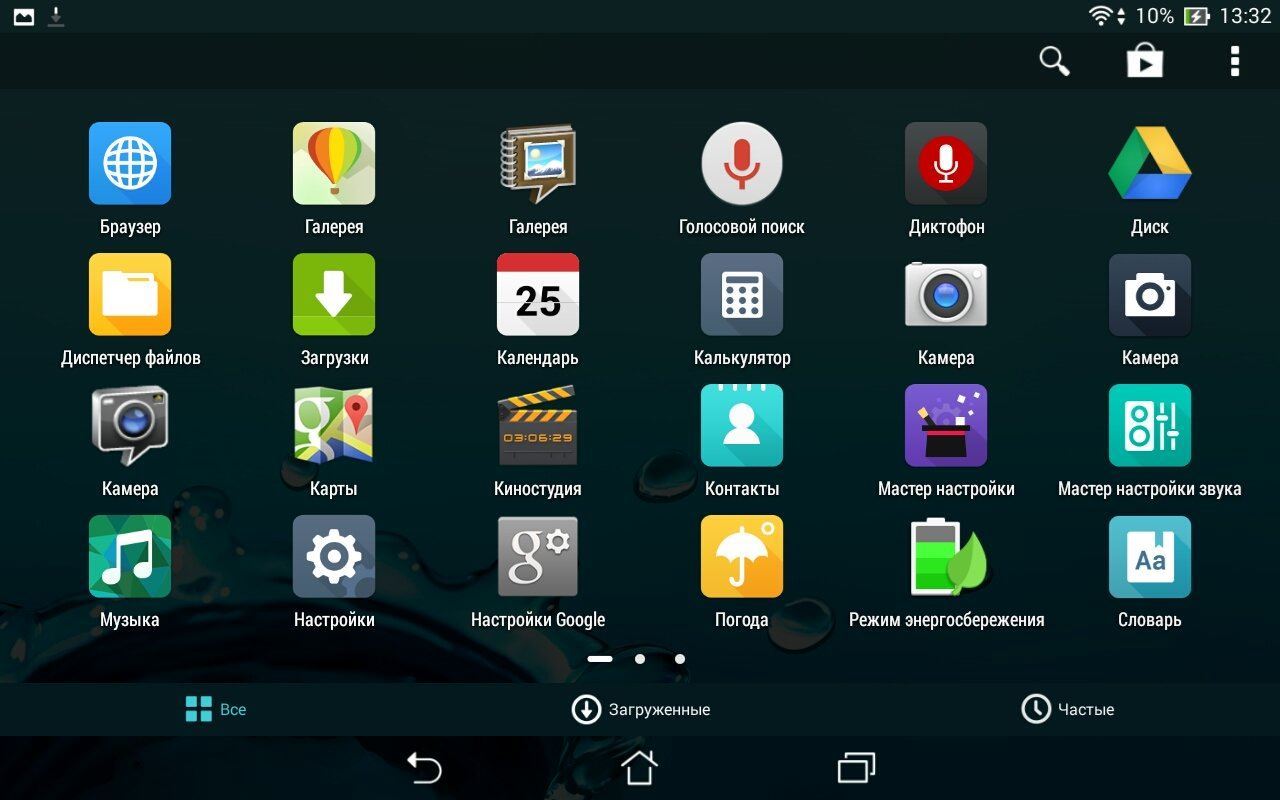 10% 13:32
Браузер Галерея Галерея Голосовой поиск Диктофон Диск
25
Диспетчер файлов Загрузки Календарь Калькулятор Камера Камера
03:06:29
Камера Карты Киностудия Контакты Мастер настройки Мастер настройки звука
g Aa
Музыка Настройки Настройки Google Погода Режим энергосбережения Словарь
Все Загруженные Частые